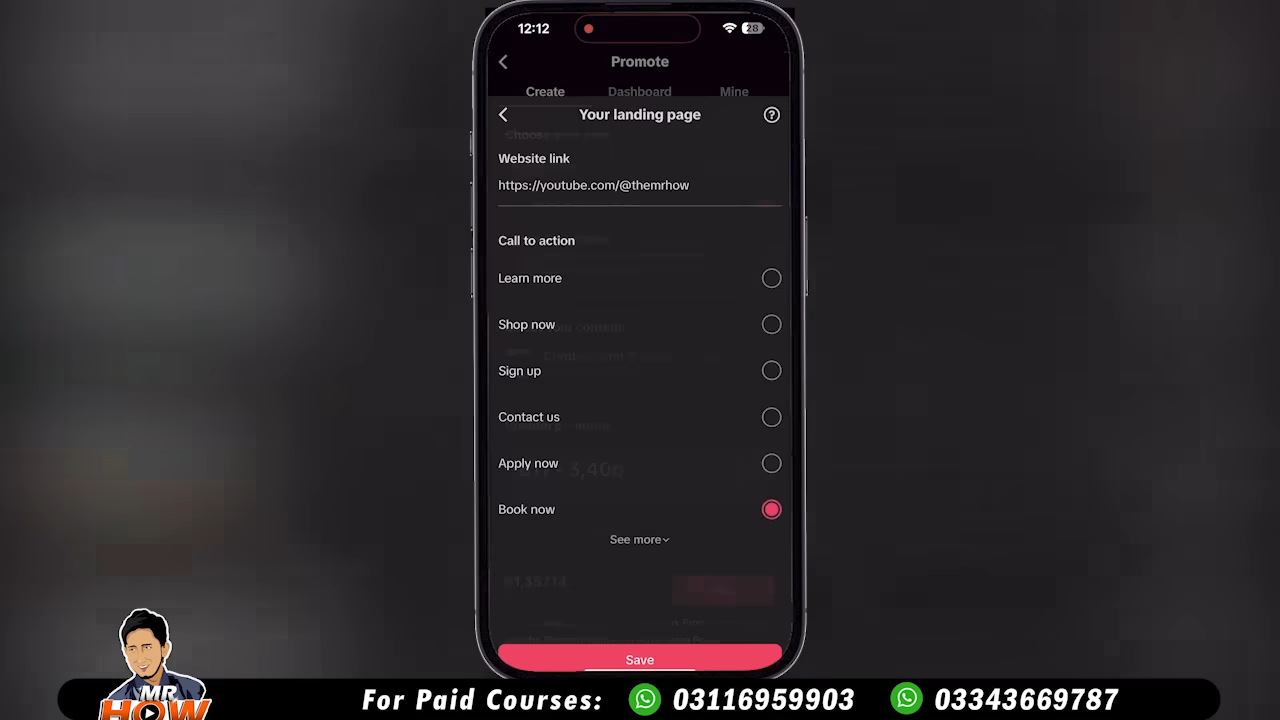 12:12
28
Promote
Create Dashboard Mine
Your landing page
Website link
https://youtube.com/@themrhow
Call to action
Learn more
Shop now
Sign up
Contact us
Apply now
Book now
See more
Save
MR
HOW
For Paid Courses: 03116959903 03343669787